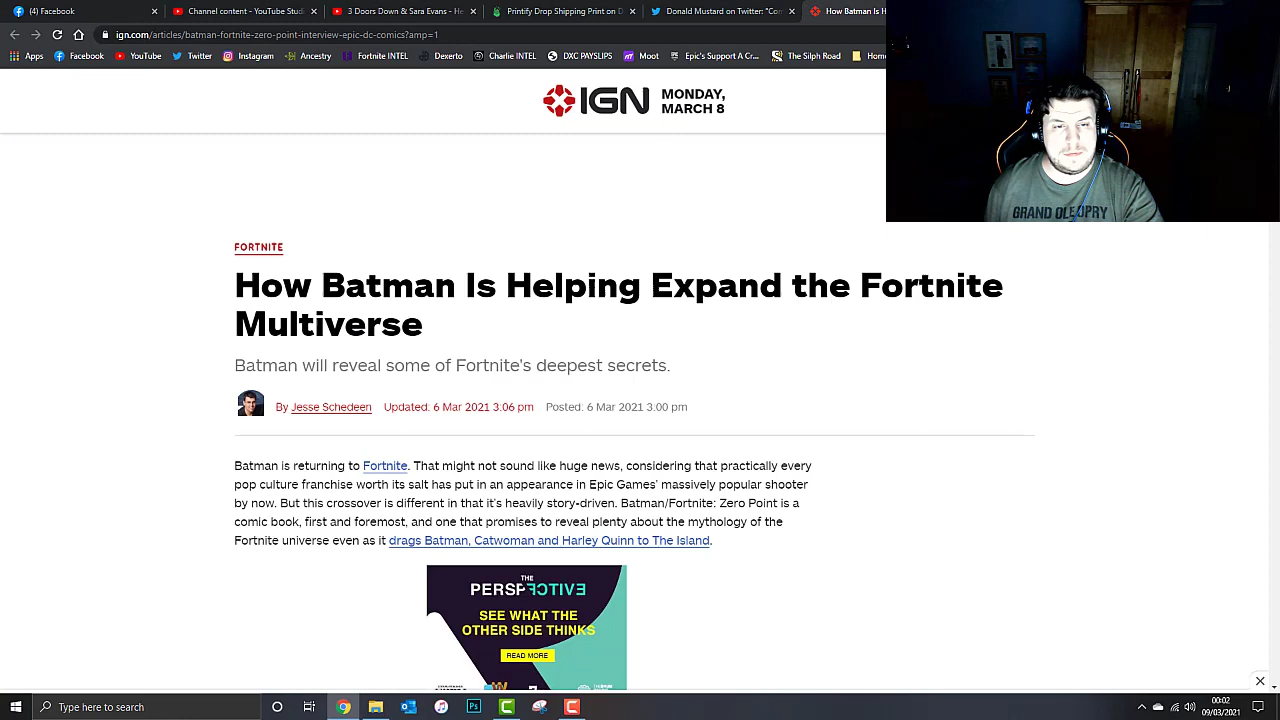 (4) Facebook
Channel content - YouTube Studi
3 Doors Down & Sara Evans - He
Printify Drop Shipping Print on D
Donald Mustard on Twitter: "Co
How Batman Is H
ign.com/articles/batman-fortnite-zero-point-interview-epic-dc-comics?amp=1
Apps
Facebook
YouTube
Twitter
Instagram
Ancestry
Fortnite INTEL
Dexerto
Charlie INTEL
DXC PAYSLIPS
Moot
Epic's Support A Cr...
The Silph Road
Hom
IGN
MONDAY,
MARCH 8
GRAND OLE OPRY
FORTNITE
How Batman Is Helping Expand the Fortnite
Multiverse
Batman will reveal some of Fortnite's deepest secrets.
By Jesse Schedeen Updated: 6 Mar 2021 3:06 pm Posted: 6 Mar 2021 3:00 pm
Batman is returning to Fortnite. That might not sound like huge news, considering that practically every
pop culture franchise worth its salt has put in an appearance in Epic Games' massively popular shooter
by now. But this crossover is different in that it's heavily story-driven. Batman/Fortnite: Zero Point is a
comic book, first and foremost, and one that promises to reveal plenty about the mythology of the
Fortnite universe even as it drags Batman, Catwoman and Harley Quinn to The Island.
THE
PERSPECTIVE
SEE WHAT THE
OTHER SIDE THINKS
READ MORE
Type here to search
Ps
00:02
09/03/2021